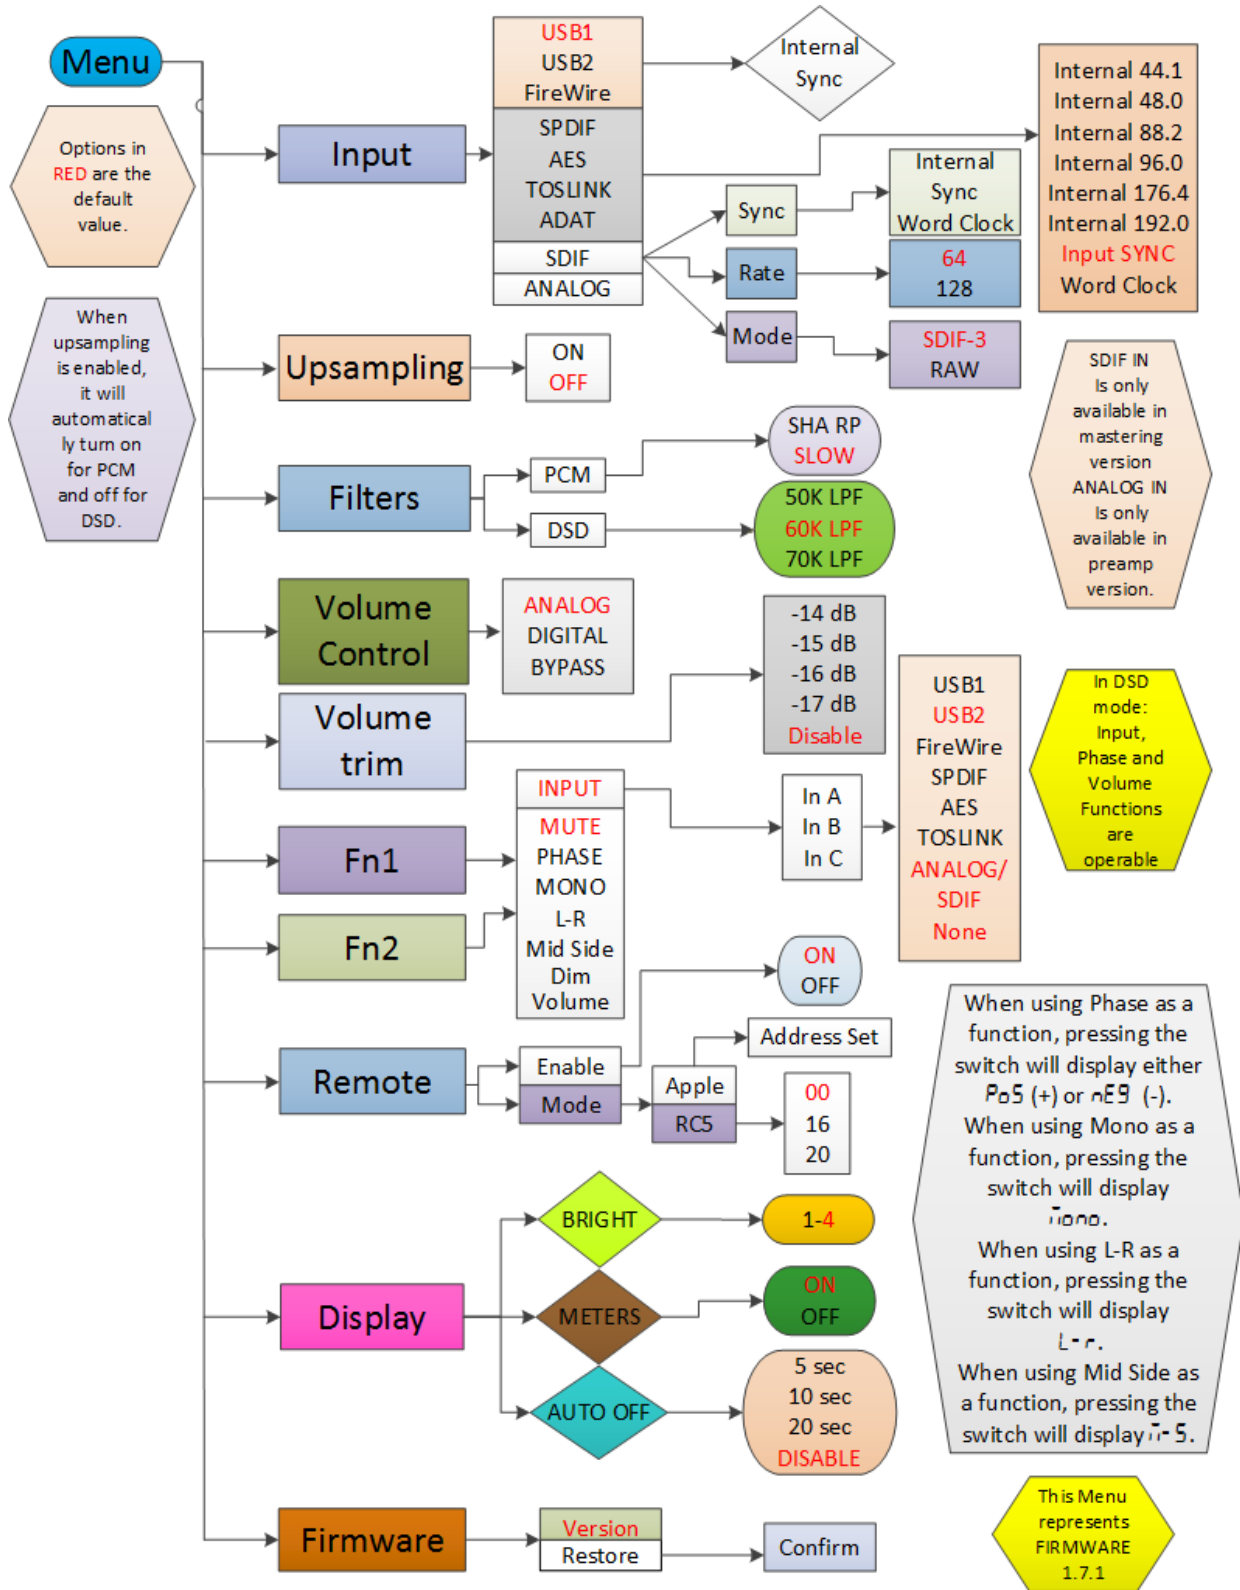 Menu
Options in
RED are the
default
value.
When
upsampling
is enabled,
it will
automatical
ly turn on
for PCM
and off for
DSD.
Input
USB1
USB2
FireWire
SPDIF
AES
TOSLINK
ADAT
SDIF
ANALOG
Internal
Sync
Sync
Rate
Mode
Internal
Sync
Word Clock
64
128
SDIF-3
RAW
Internal 44.1
Internal 48.0
Internal 88.2
Internal 96.0
Internal 176.4
Internal 192.0
Input SYNC
Word Clock
Upsampling
ON
OFF
SDIF IN
Is only
available in
mastering
version
ANALOG IN
Is only
available in
preamp
version.
Filters
PCM
DSD
SHA RP
SLOW
50K LPF
60K LPF
70K LPF
Volume
Control
ANALOG
DIGITAL
BYPASS
Volume
trim
-14 dB
-15 dB
-16 dB
-17 dB
Disable
In DSD
mode:
Input,
Phase and
Volume
Functions
are
operable
Fn1
Fn2
INPUT
MUTE
PHASE
MONO
L-R
Mid Side
Dim
Volume
In A
In B
In C
USB1
USB2
FireWire
SPDIF
AES
TOSLINK
ANALOG/
SDIF
None
Remote
Enable
Mode
ON
OFF
Apple
RC5
Address Set
00
16
20
When using Phase as a
function, pressing the
switch will display either
PoS (+) or nEg (-).
When using Mono as a
function, pressing the
switch will display
mono.
When using L-R as a
function, pressing the
switch will display
L-r.
When using Mid Side as
a function, pressing the
switch will display m-S.
Display
BRIGHT
METERS
AUTO OFF
1-4
ON
OFF
5 sec
10 sec
20 sec
DISABLE
Firmware
Version
Restore
Confirm
This Menu
represents
FIRMWARE
1.7.1